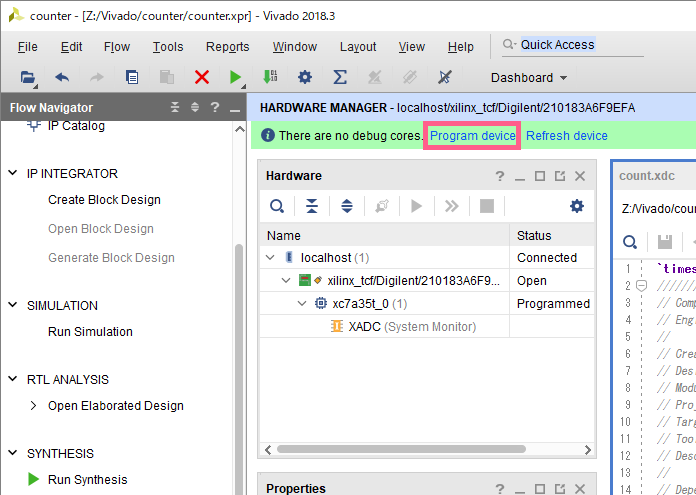 counter - [Z:/Vivado/counter/counter.xpr] - Vivado 2018.3
File Edit Flow Tools Reports Window Layout View Help Quick Access
Dashboard
Flow Navigator
HARDWARE MANAGER - localhost/xilinx_tcf/Digilent/210183A6F9EFA
IP Catalog
There are no debug cores. Program device Refresh device
IP INTEGRATOR
Create Block Design
Open Block Design
Generate Block Design
SIMULATION
Run Simulation
RTL ANALYSIS
Open Elaborated Design
SYNTHESIS
Run Synthesis
Hardware
Name Status
localhost (1) Connected
xilinx_tcf/Digilent/210183A6F9... Open
xc7a35t_0 (1) Programmed
XADC (System Monitor)
Properties
count.xdc
Z:/Vivado/cou
1 `times
2 ///////
3 // Comp
4 // Eng
5 //
6 // Crea
7 // Des
8 // Modu
9 // Pro
10 // Targ
11 // Too
12 // Desc
13 //
14 // Depe